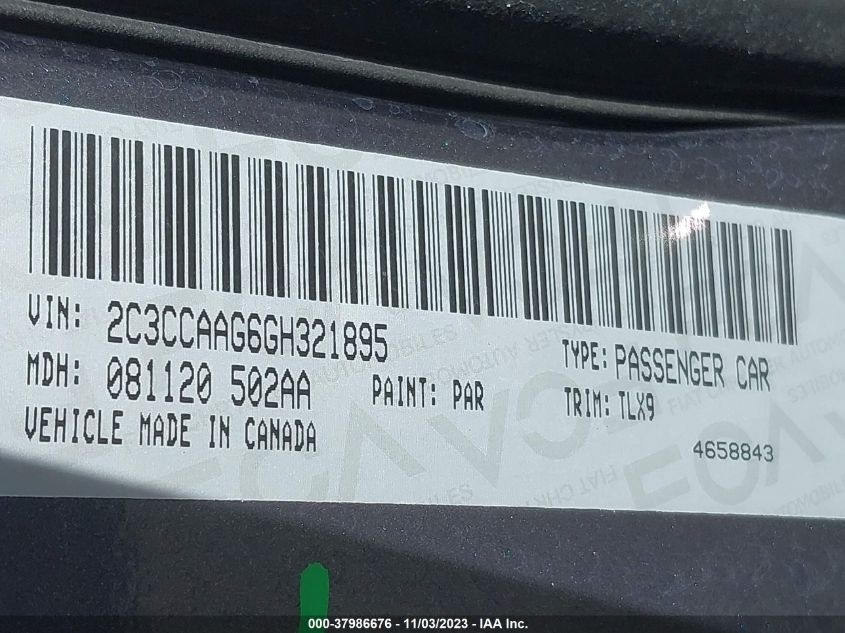 VIN: 2C3CCAAG6GH321895
TYPE: PASSENGER CAR
MDH: 081120 502AA
PAINT: PAR
TRIM: TLX9
VEHICLE MADE IN CANADA
4658843
000-37986676 - 11/03/2023 - IAA Inc.